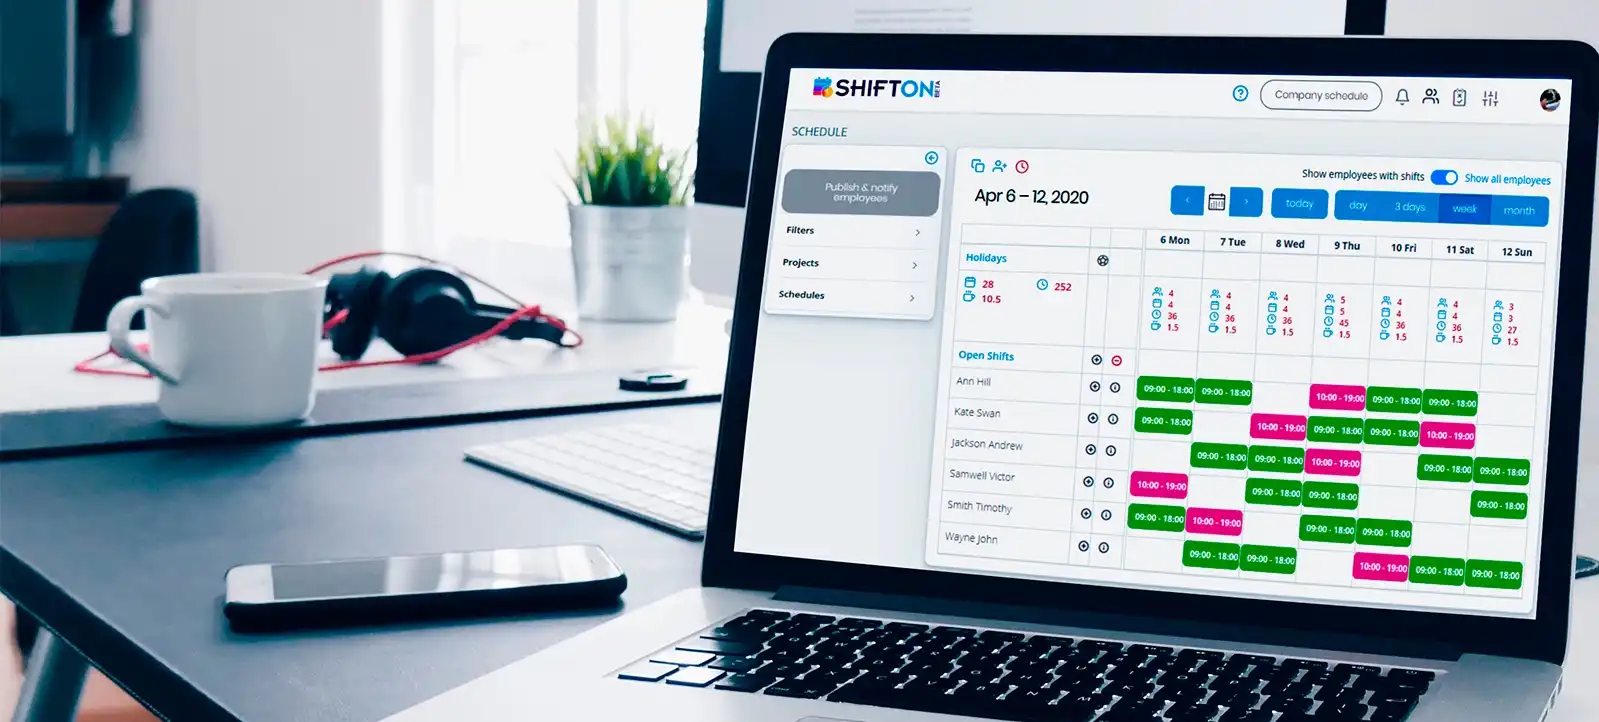 SHIFTON BETA
Company schedule
SCHEDULE
Publish & notify
employees
Filters
Projects
Schedules
Show employees with shifts Show all employees
Apr 6 – 12, 2020
today day 3 days week month
6 Mon 7 Tue 8 Wed 9 Thu 10 Fri 11 Sat 12 Sun
Holidays
28 252
10.5
4 4 4 5 4 4 3
4 4 4 5 4 4 3
36 36 36 45 36 36 27
1.5 1.5 1.5 1.5 1.5 1.5 1.5
Open Shifts
Ann Hill 09:00 - 18:00 09:00 - 18:00 10:00 - 19:00 09:00 - 18:00 09:00 - 18:00
Kate Swan 09:00 - 18:00 10:00 - 19:00 09:00 - 18:00 09:00 - 18:00 10:00 - 19:00
Jackson Andrew 09:00 - 18:00 09:00 - 18:00 10:00 - 19:00 09:00 - 18:00 09:00 - 18:00
Samwell Victor 10:00 - 19:00 09:00 - 18:00 09:00 - 18:00 09:00 - 18:00
Smith Timothy 09:00 - 18:00 10:00 - 19:00 09:00 - 18:00 09:00 - 18:00
Wayne John 09:00 - 18:00 09:00 - 18:00 10:00 - 19:00 09:00 - 18:00 09:00 - 18:00